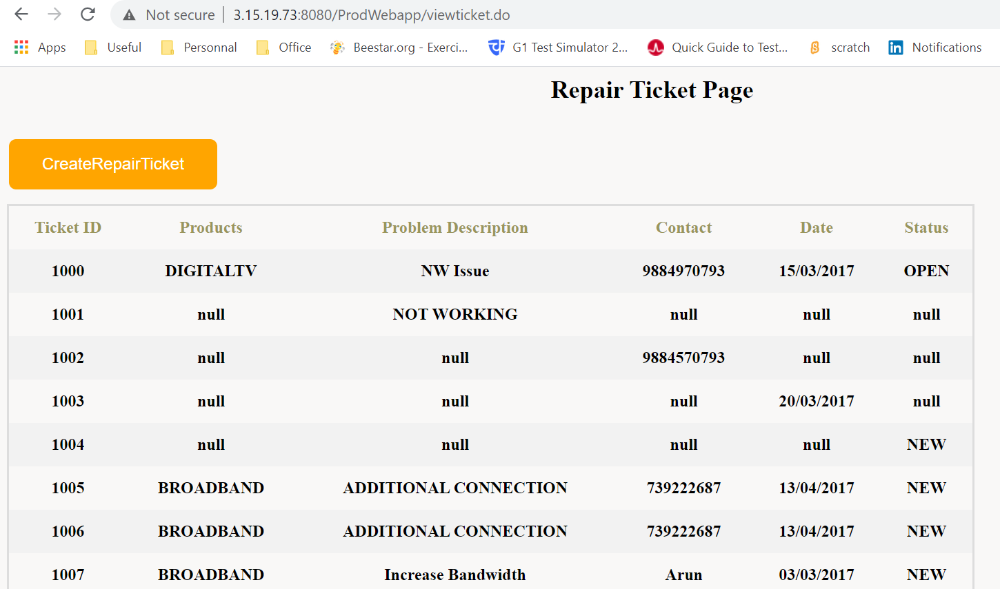 Not secure | 3.15.19.73:8080/ProdWebapp/viewticket.do
Apps Useful Personnal Office Beestar.org - Exerci... G1 Test Simulator 2... Quick Guide to Test... scratch Notifications
Repair Ticket Page
CreateRepairTicket
Ticket ID Products Problem Description Contact Date Status
1000 DIGITALTV NW Issue 9884970793 15/03/2017 OPEN
1001 null NOT WORKING null null null
1002 null null 9884570793 null null
1003 null null null 20/03/2017 null
1004 null null null null NEW
1005 BROADBAND ADDITIONAL CONNECTION 739222687 13/04/2017 NEW
1006 BROADBAND ADDITIONAL CONNECTION 739222687 13/04/2017 NEW
1007 BROADBAND Increase Bandwidth Arun 03/03/2017 NEW